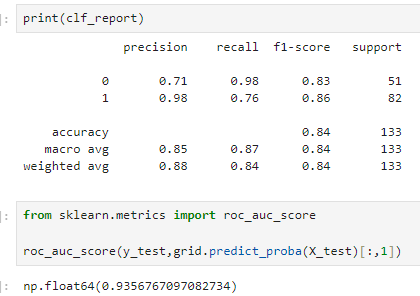 ]: print(clf_report)
precision recall f1-score support
0 0.71 0.98 0.83 51
1 0.98 0.76 0.86 82
accuracy 0.84 133
macro avg 0.85 0.87 0.84 133
weighted avg 0.88 0.84 0.84 133
]: from sklearn.metrics import roc_auc_score
roc_auc_score(y_test,grid.predict_proba(X_test)[:,1])
]: np.float64(0.9356767097082734)